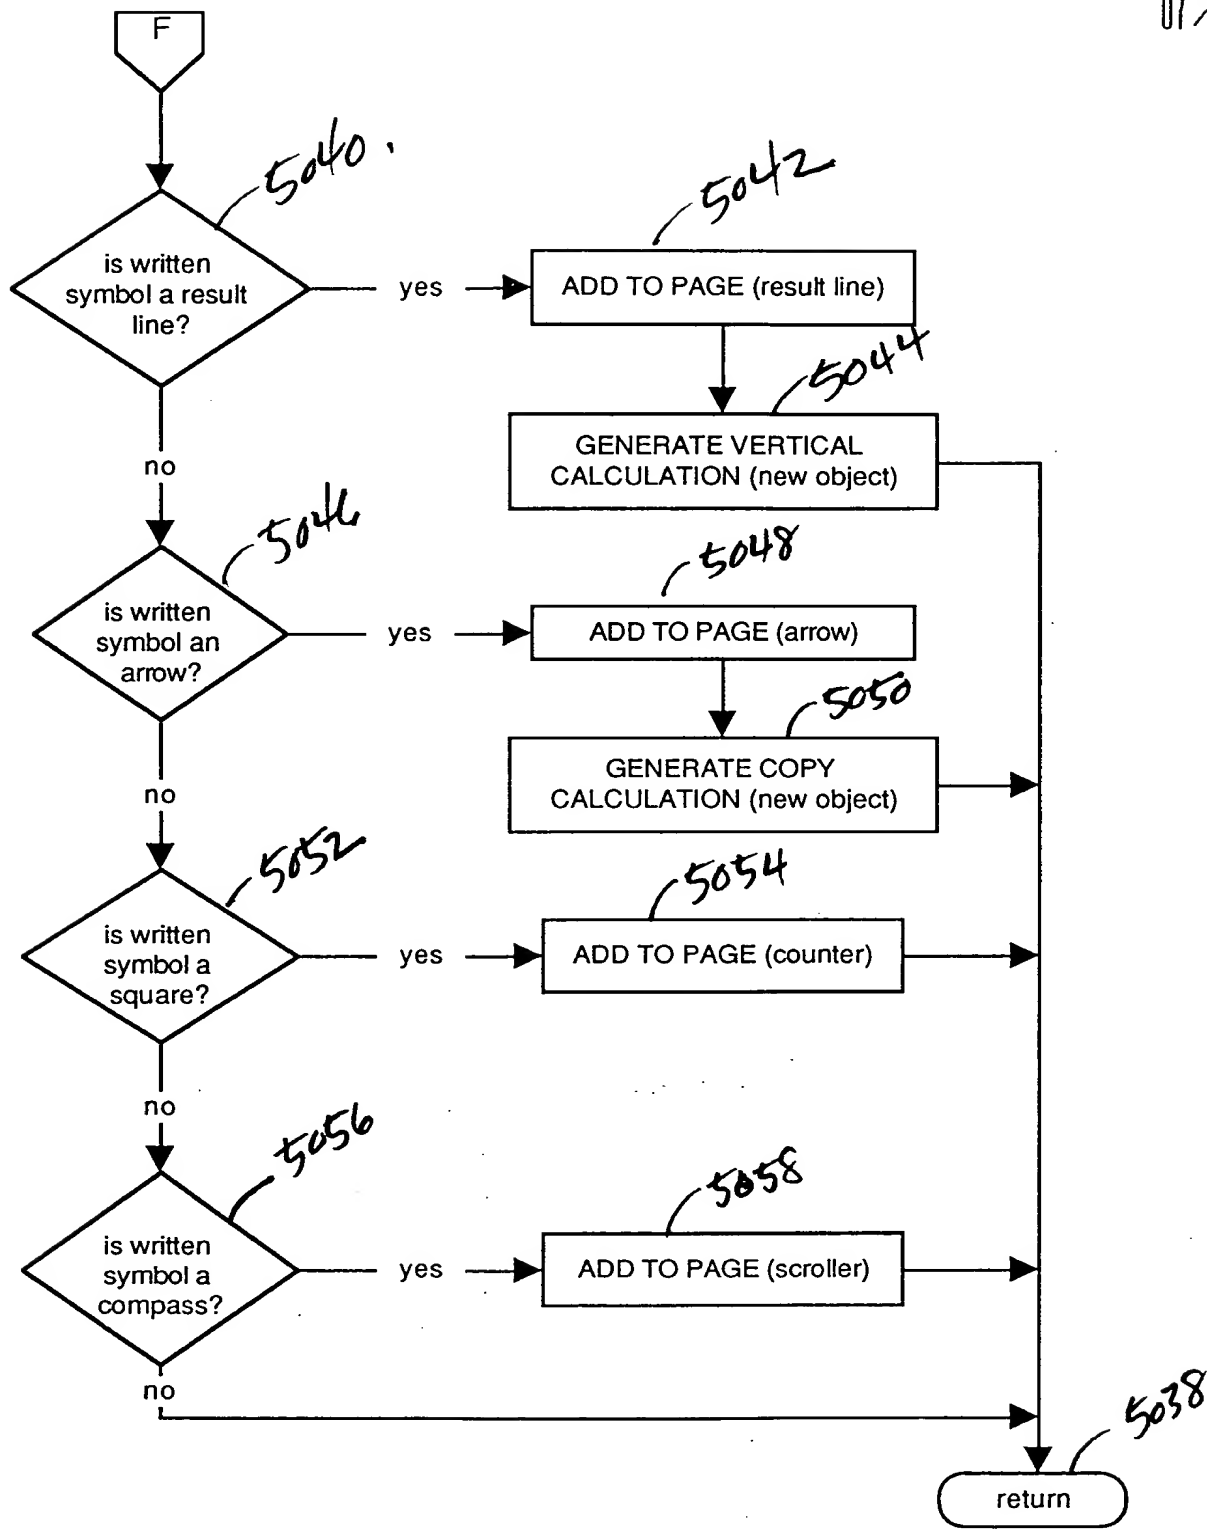 F
5040
is written
symbol a result
line?
yes
5042
ADD TO PAGE (result line)
5044
GENERATE VERTICAL
CALCULATION (new object)
no
5046
is written
symbol an
arrow?
yes
5048
ADD TO PAGE (arrow)
5050
GENERATE COPY
CALCULATION (new object)
no
5052
is written
symbol a
square?
yes
5054
ADD TO PAGE (counter)
no
5056
is written
symbol a
compass?
yes
5058
ADD TO PAGE (scroller)
no
5038
return